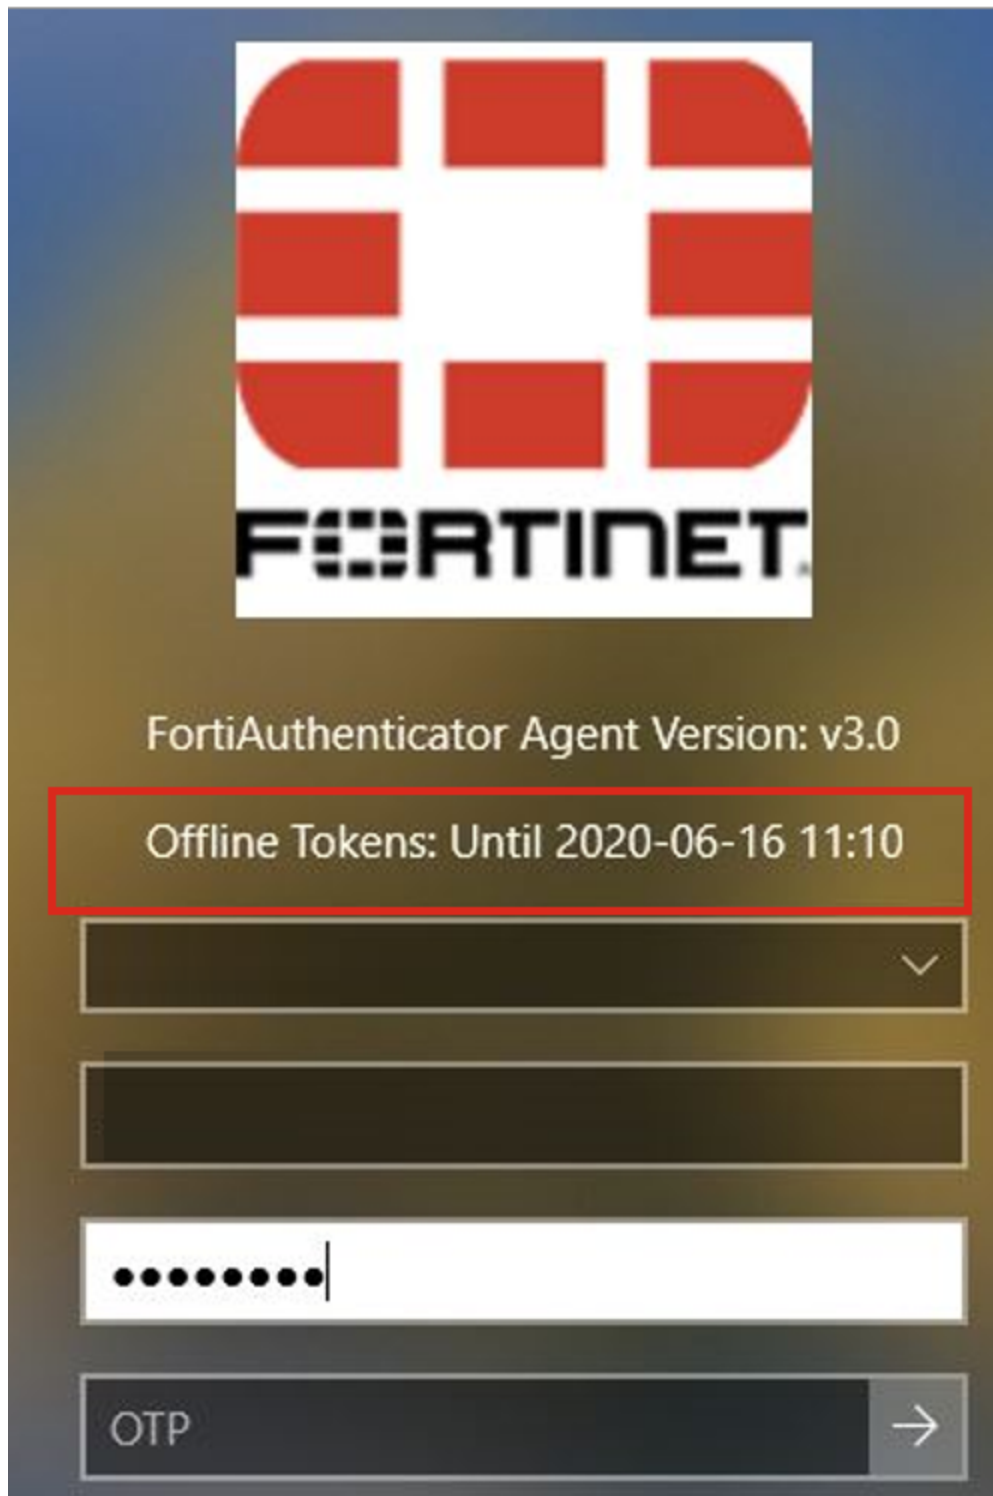 FORTINET
FortiAuthenticator Agent Version: v3.0
Offline Tokens: Until 2020-06-16 11:10
OTP